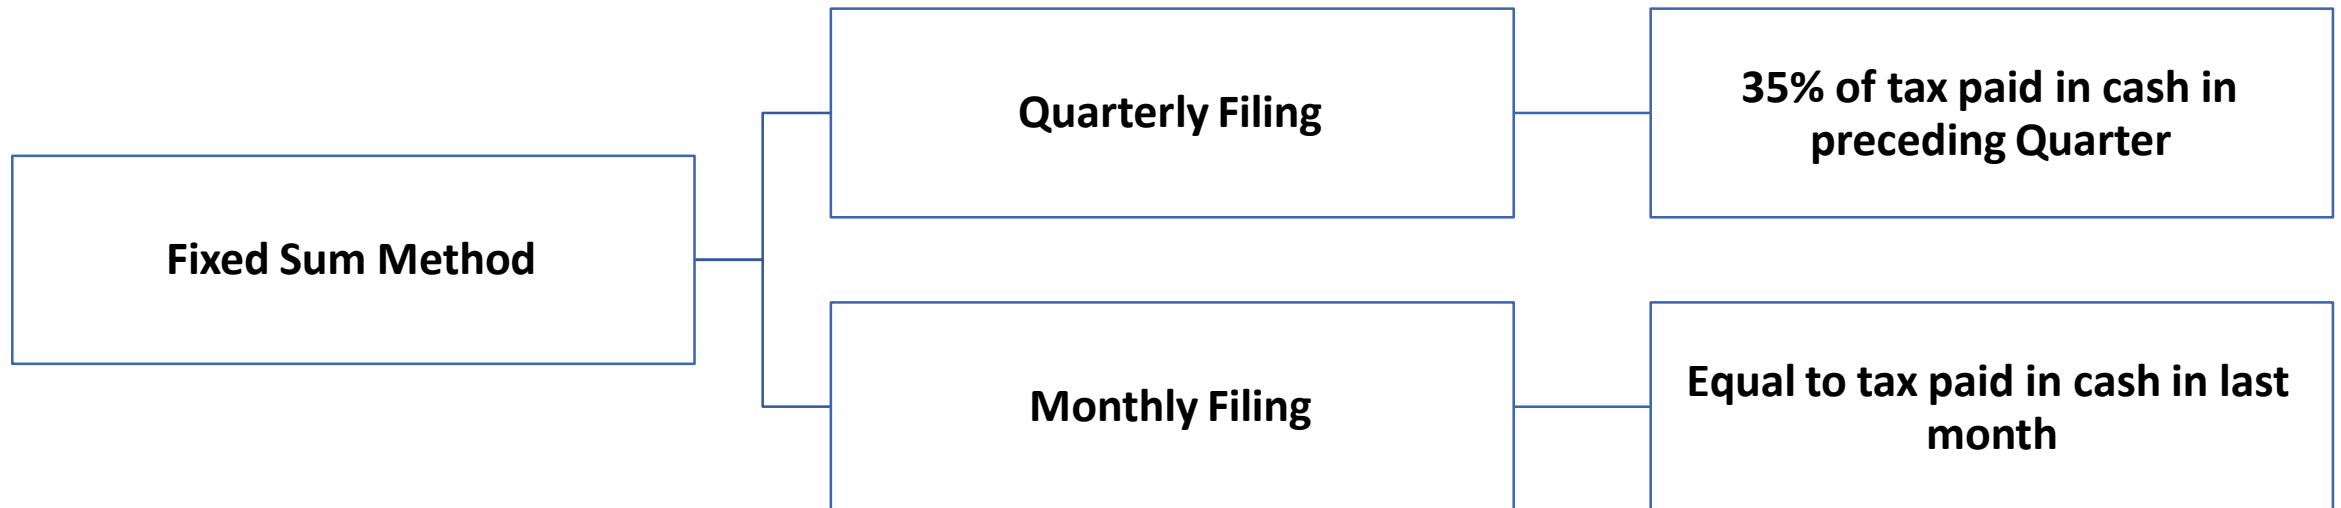 Fixed Sum Method
Quarterly Filing
35% of tax paid in cash in
preceding Quarter
Monthly Filing
Equal to tax paid in cash in last
month